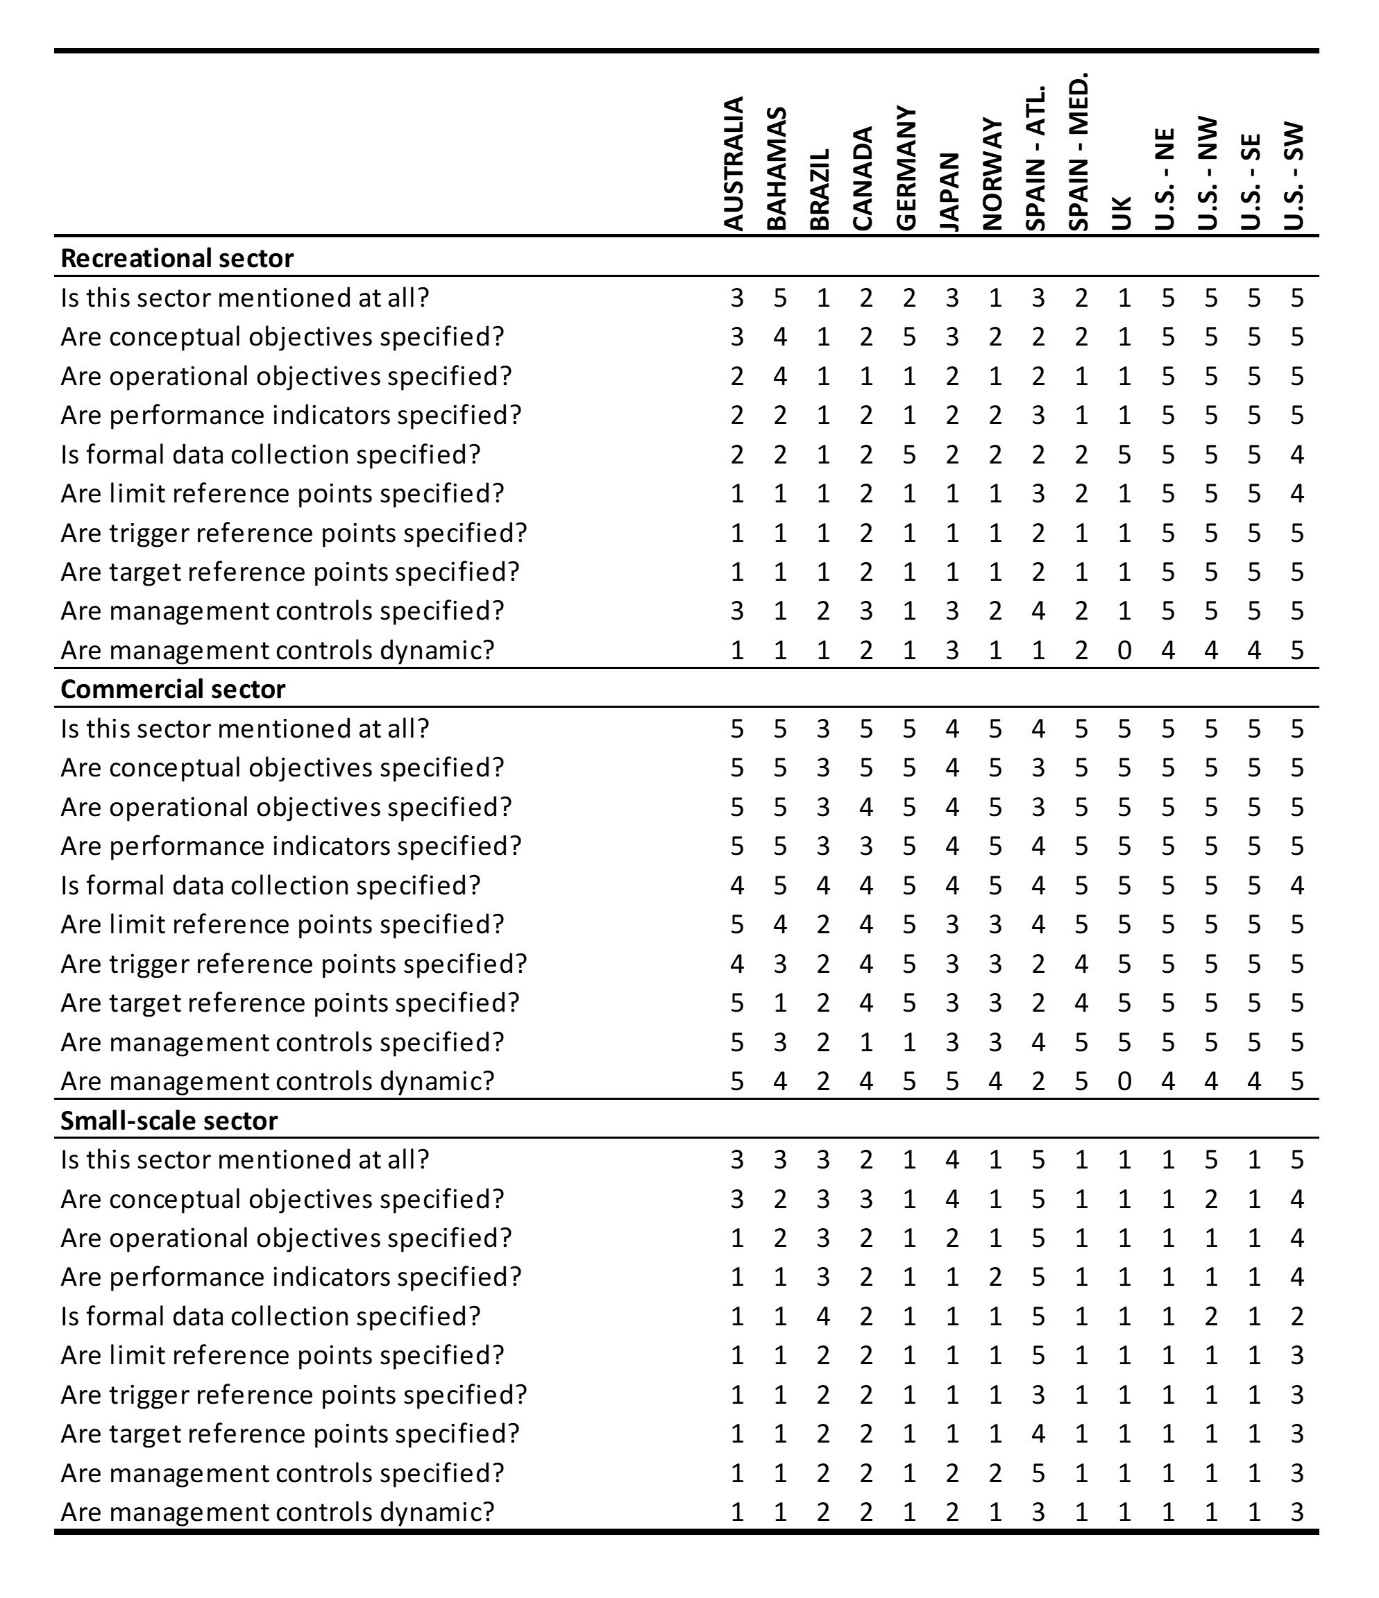 AUSTRALIA BAHAMAS BRAZIL CANADA GERMANY JAPAN NORWAY SPAIN - ATL. SPAIN - MED. UK U.S. - NE U.S. - NW U.S. - SE U.S. - SW
Recreational sector
Is this sector mentioned at all? 3 5 1 2 2 3 1 3 2 1 5 5 5 5
Are conceptual objectives specified? 3 4 1 2 5 3 2 2 2 1 5 5 5 5
Are operational objectives specified? 2 4 1 1 1 2 1 2 1 1 5 5 5 5
Are performance indicators specified? 2 2 1 2 1 2 2 3 1 1 5 5 5 5
Is formal data collection specified? 2 2 1 2 5 2 2 2 2 5 5 5 5 4
Are limit reference points specified? 1 1 1 2 1 1 1 3 2 1 5 5 5 4
Are trigger reference points specified? 1 1 1 2 1 1 1 2 1 1 5 5 5 5
Are target reference points specified? 1 1 1 2 1 1 1 2 1 1 5 5 5 5
Are management controls specified? 3 1 2 3 1 3 2 4 2 1 5 5 5 5
Are management controls dynamic? 1 1 1 2 1 3 1 1 2 0 4 4 4 5
Commercial sector
Is this sector mentioned at all? 5 5 3 5 5 4 5 4 5 5 5 5 5 5
Are conceptual objectives specified? 5 5 3 5 5 4 5 3 5 5 5 5 5 5
Are operational objectives specified? 5 5 3 4 5 4 5 3 5 5 5 5 5 5
Are performance indicators specified? 5 5 3 3 5 4 5 4 5 5 5 5 5 5
Is formal data collection specified? 4 5 4 4 5 4 5 4 5 5 5 5 5 4
Are limit reference points specified? 5 4 2 4 5 3 3 4 5 5 5 5 5 5
Are trigger reference points specified? 4 3 2 4 5 3 3 2 4 5 5 5 5 5
Are target reference points specified? 5 1 2 4 5 3 3 2 4 5 5 5 5 5
Are management controls specified? 5 3 2 1 1 3 3 4 5 5 5 5 5 5
Are management controls dynamic? 5 4 2 4 5 5 4 2 5 0 4 4 4 5
Small-scale sector
Is this sector mentioned at all? 3 3 3 2 1 4 1 5 1 1 1 5 1 5
Are conceptual objectives specified? 3 2 3 3 1 4 1 5 1 1 1 2 1 4
Are operational objectives specified? 1 2 3 2 1 2 1 5 1 1 1 1 1 4
Are performance indicators specified? 1 1 3 2 1 1 2 5 1 1 1 1 1 4
Is formal data collection specified? 1 1 4 2 1 1 1 5 1 1 1 2 1 2
Are limit reference points specified? 1 1 2 2 1 1 1 5 1 1 1 1 1 3
Are trigger reference points specified? 1 1 2 2 1 1 1 3 1 1 1 1 1 3
Are target reference points specified? 1 1 2 2 1 1 1 4 1 1 1 1 1 3
Are management controls specified? 1 1 2 2 1 2 2 5 1 1 1 1 1 3
Are management controls dynamic? 1 1 2 2 1 2 1 3 1 1 1 1 1 3